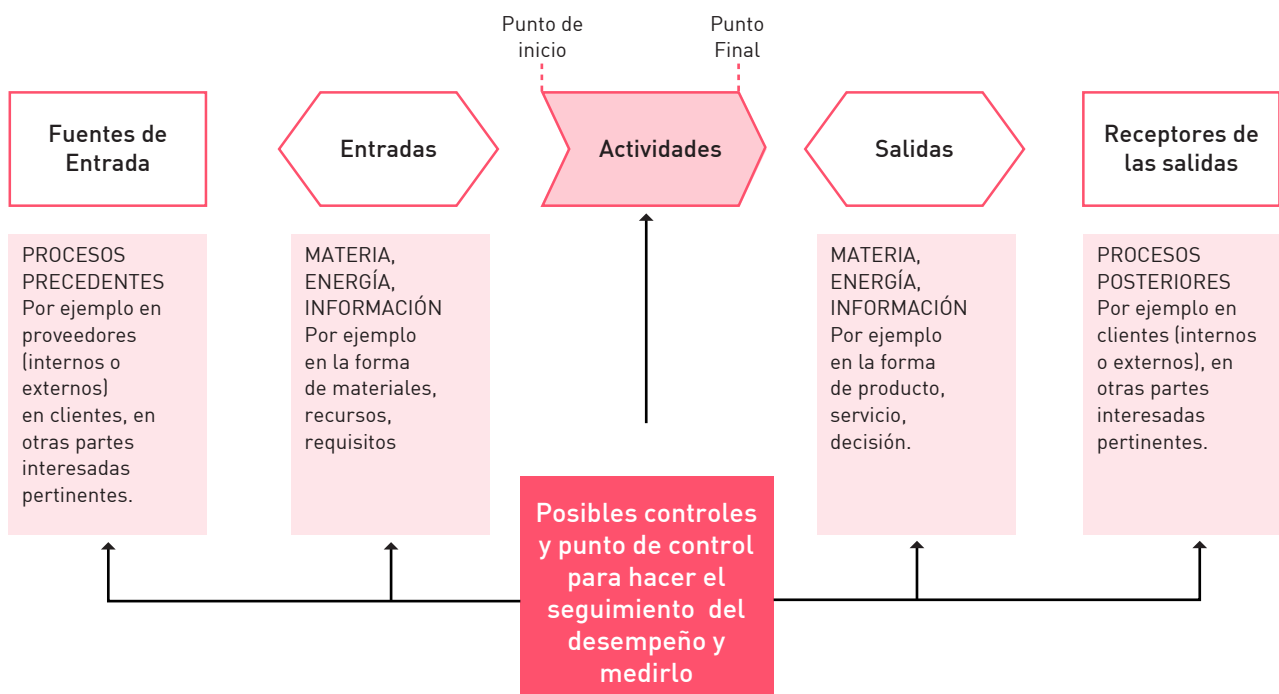 Punto de
inicio
Punto
Final
Fuentes de
Entrada
Entradas
Actividades
Salidas
Receptores de
las salidas
PROCESOS
PRECEDENTES
Por ejemplo en
proveedores
(internos o
externos)
en clientes, en
otras partes
interesadas
pertinentes.
MATERIA,
ENERGÍA,
INFORMACIÓN
Por ejemplo
en la forma
de materiales,
recursos,
requisitos
MATERIA,
ENERGÍA,
INFORMACIÓN
Por ejemplo
en la forma
de producto,
servicio,
decisión.
PROCESOS
POSTERIORES
Por ejemplo en
clientes (internos
o externos), en
otras partes
interesadas
pertinentes.
Posibles controles
y punto de control
para hacer el
seguimiento del
desempeño y
medirlo